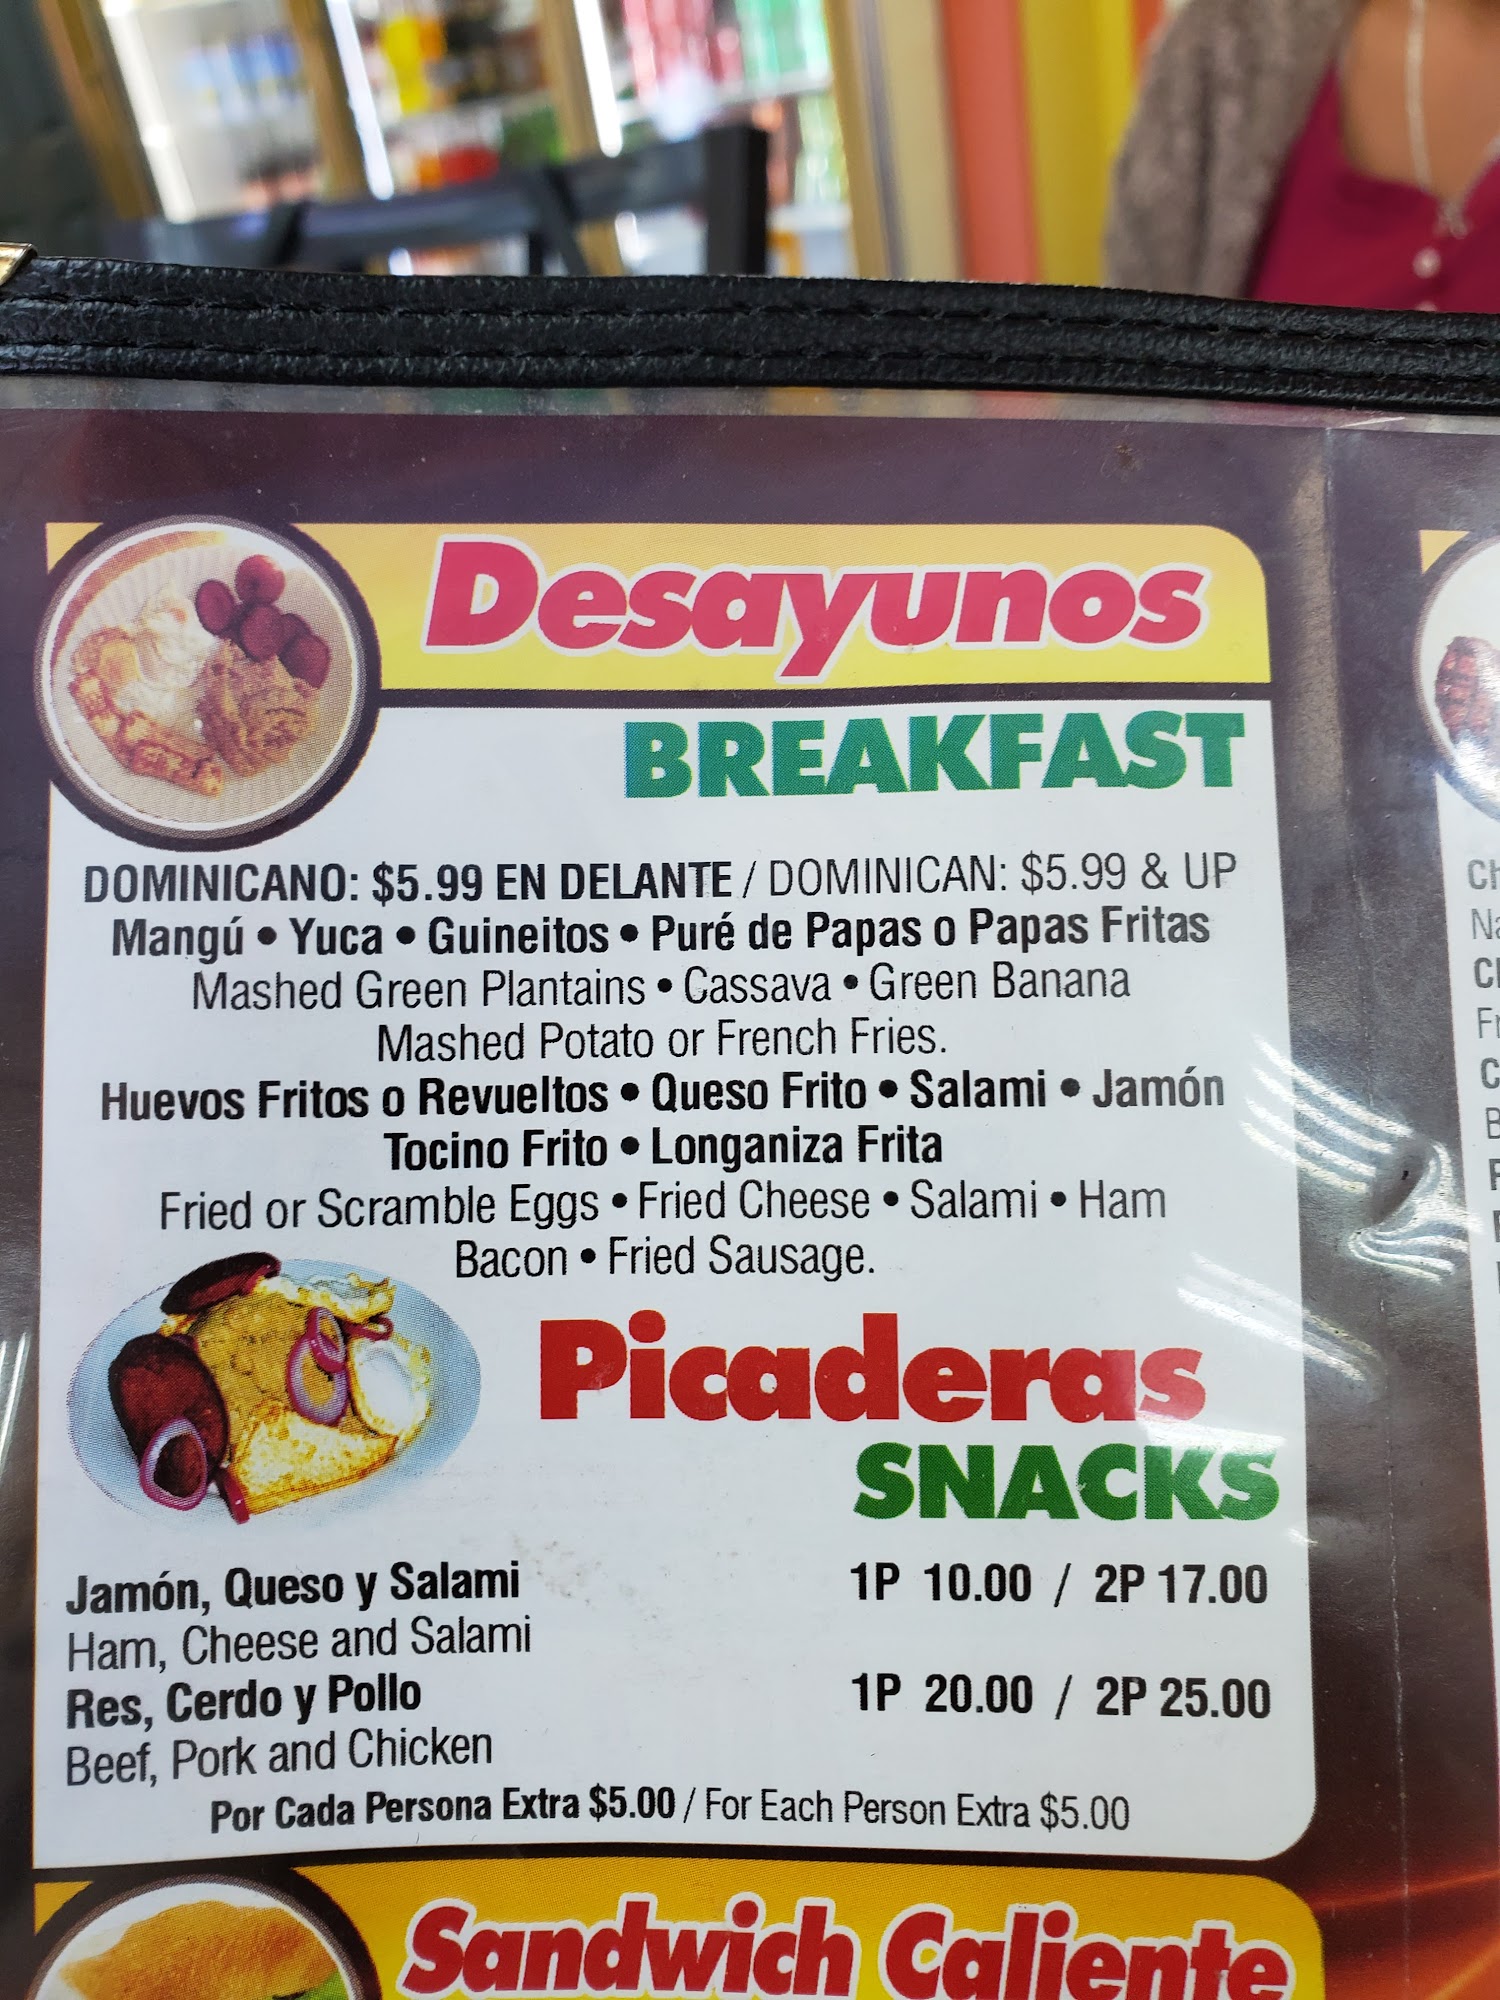 Desayunos
BREAKFAST
DOMINICANO: $5.99 EN DELANTE / DOMINICAN: $5.99 & UP
Mangú • Yuca • Guineitos • Puré de Papas o Papas Fritas
Mashed Green Plantains • Cassava • Green Banana
Mashed Potato or French Fries.
Huevos Fritos o Revueltos • Queso Frito • Salami • Jamón
Tocino Frito • Longaniza Frita
Fried or Scramble Eggs • Fried Cheese • Salami • Ham
Bacon • Fried Sausage.
Picaderas
SNACKS
Jamón, Queso y Salami 1P 10.00 / 2P 17.00
Ham, Cheese and Salami
Res, Cerdo y Pollo 1P 20.00 / 2P 25.00
Beef, Pork and Chicken
Por Cada Persona Extra $5.00 / For Each Person Extra $5.00
Sandwich Caliente